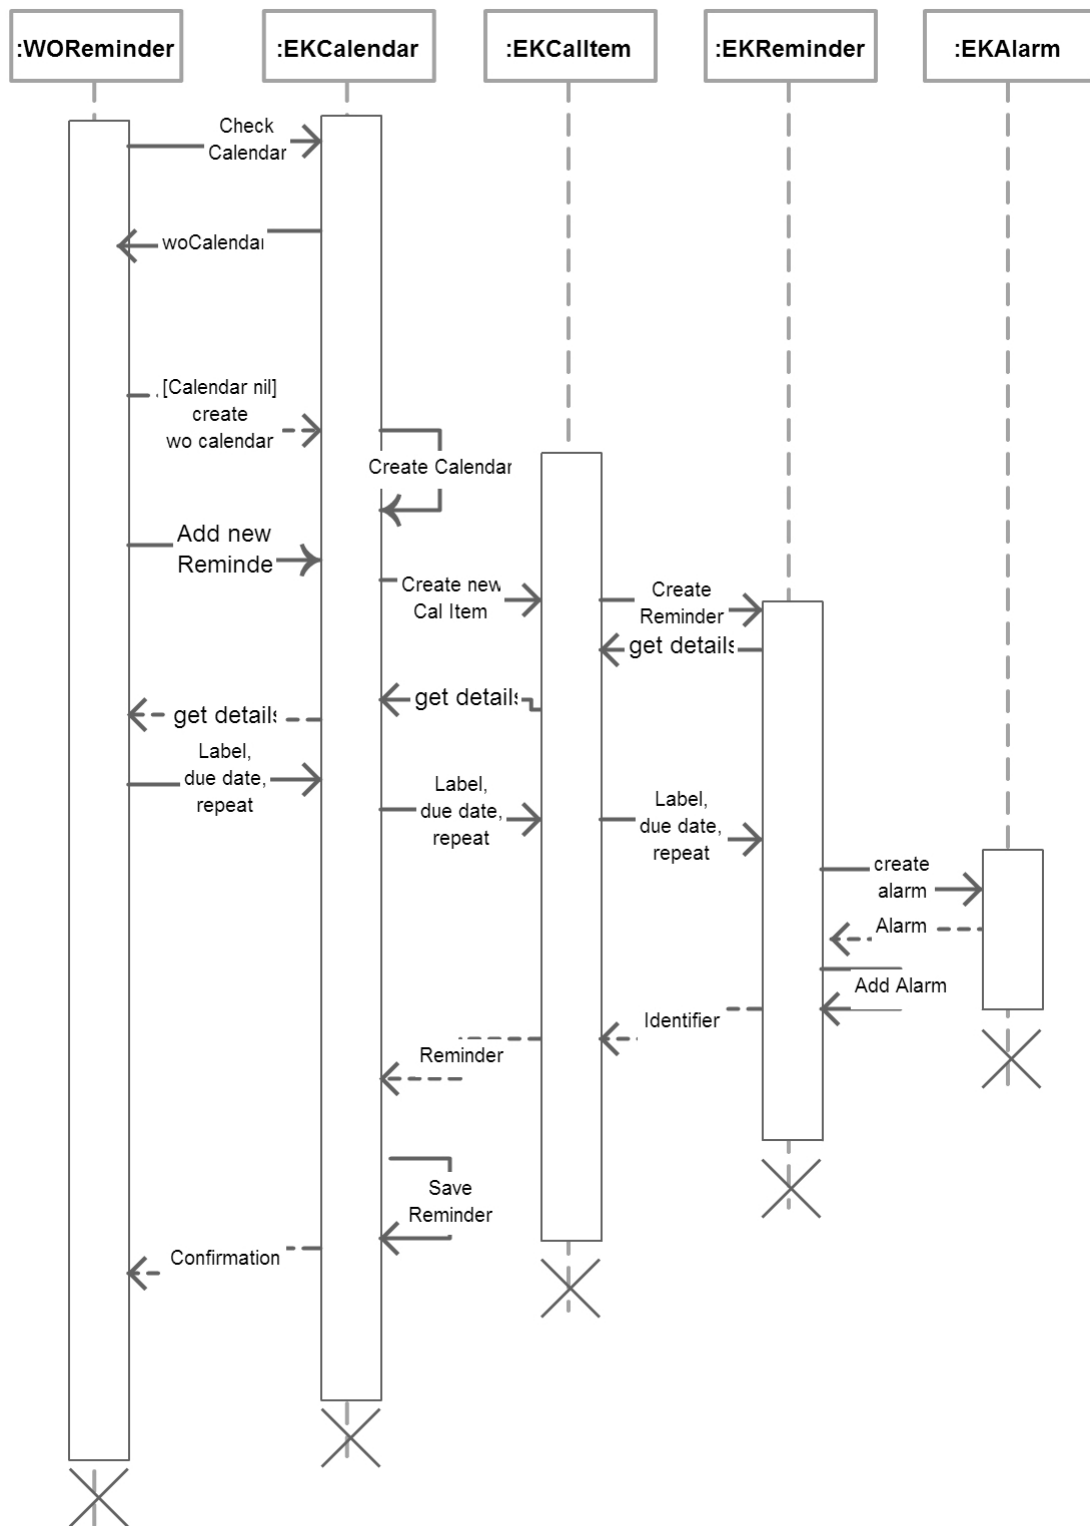 :WOReminder
:EKCalendar
:EKCalItem
:EKReminder
:EKAlarm
Check
Calendar
woCalendar
[Calendar nil]
create
wo calendar
Create Calendar
Add new
Reminde
Create new
Cal Item
Create
Reminder
get details
get details
get details
Label,
due date,
repeat
Label,
due date,
repeat
Label,
due date,
repeat
create
alarm
Alarm
Add Alarm
Identifier
Reminder
Save
Reminder
Confirmation